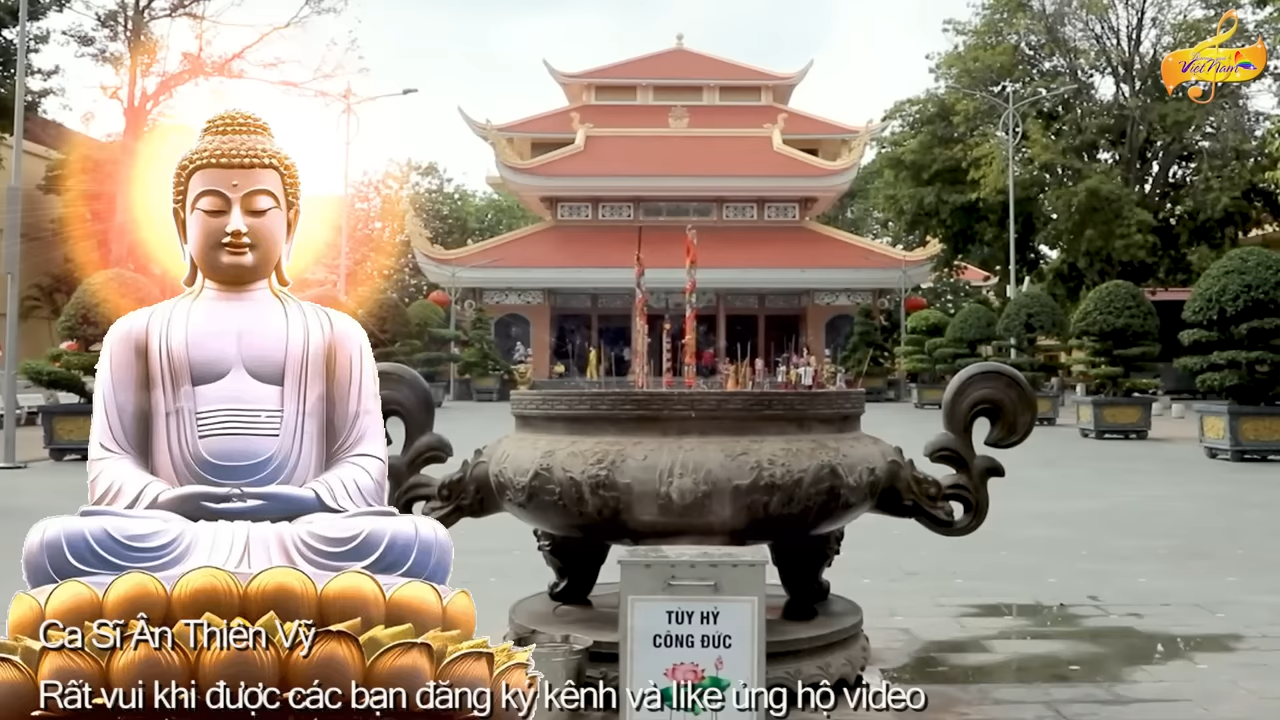 Việt Nam
TÙY HỶ
CÔNG ĐỨC
Ca Sĩ Ân Thiên Vỹ
Rất vui khi được các bạn đăng ký kênh và like ủng hộ video